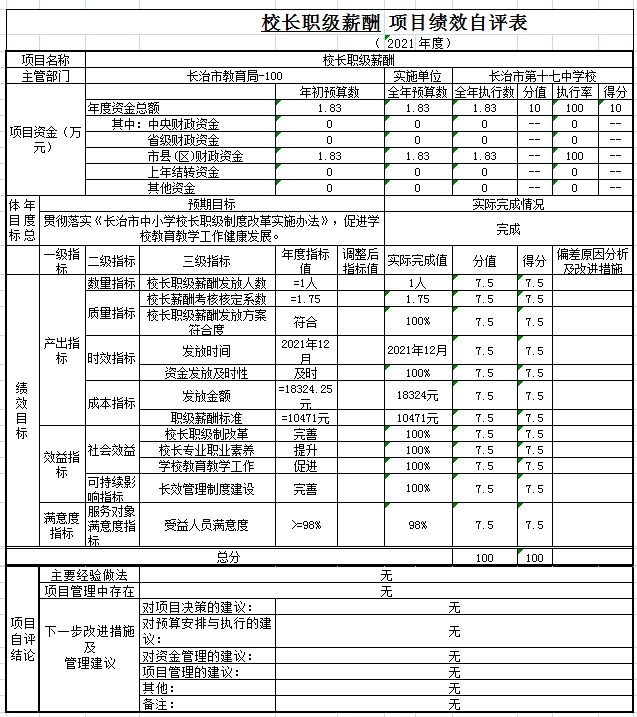 校长职级薪酬 项目绩效自评表
（ 2021 年度）
项目名称 校长职级薪酬
主管部门 长治市教育局-100 实施单位 长治市第十七中学校
项目资金（万元） 年初预算数 全年预算数 全年执行数 分值 执行率 得分
年度资金总额 1.83 1.83 1.83 10 100 10
其中：中央财政资金 0 0 0 -- 0 --
省级财政资金 0 0 0 -- 0 --
市县(区)财政资金 1.83 1.83 1.83 -- 100 --
上年结转资金 0 0 0 -- 0 --
其他资金 0 0 0 -- 0 --
年度总体目标 预期目标 实际完成情况
贯彻落实《长治市中小学校长职级制度改革实施办法》，促进学校教育教学工作健康发展。 完成
绩效目标 一级指标 二级指标 三级指标 年度指标值 调整后指标值 实际完成值 分值 得分 偏差原因分析及改进措施
产出指标 数量指标 校长职级薪酬发放人数 =1人 1人 7.5 7.5
质量指标 校长薪酬考核核定系数 =1.75 1.75 7.5 7.5
校长职级薪酬发放方案符合度 符合 100% 7.5 7.5
时效指标 发放时间 2021年12月 2021年12月 7.5 7.5
资金发放及时性 及时 100% 7.5 7.5
成本指标 发放金额 =18324.25元 18324元 7.5 7.5
职级薪酬标准 =10471元 10471元 7.5 7.5
效益指标 社会效益 校长职级制改革 完善 100% 7.5 7.5
校长专业职业素养 提升 100% 7.5 7.5
学校教育教学工作 促进 100% 7.5 7.5
可持续影响指标 长效管理制度建设 完善 100% 7.5 7.5
满意度指标 服务对象满意度指标 受益人员满意度 >=98% 98% 7.5 7.5
总分 100 100
项目自评结论 主要经验做法 无
项目管理中存在 无
下一步改进措施及管理建议 对项目决策的建议： 无
对预算安排与执行的建议： 无
对资金管理的建议： 无
项目管理的建议： 无
其他： 无
备注： 无